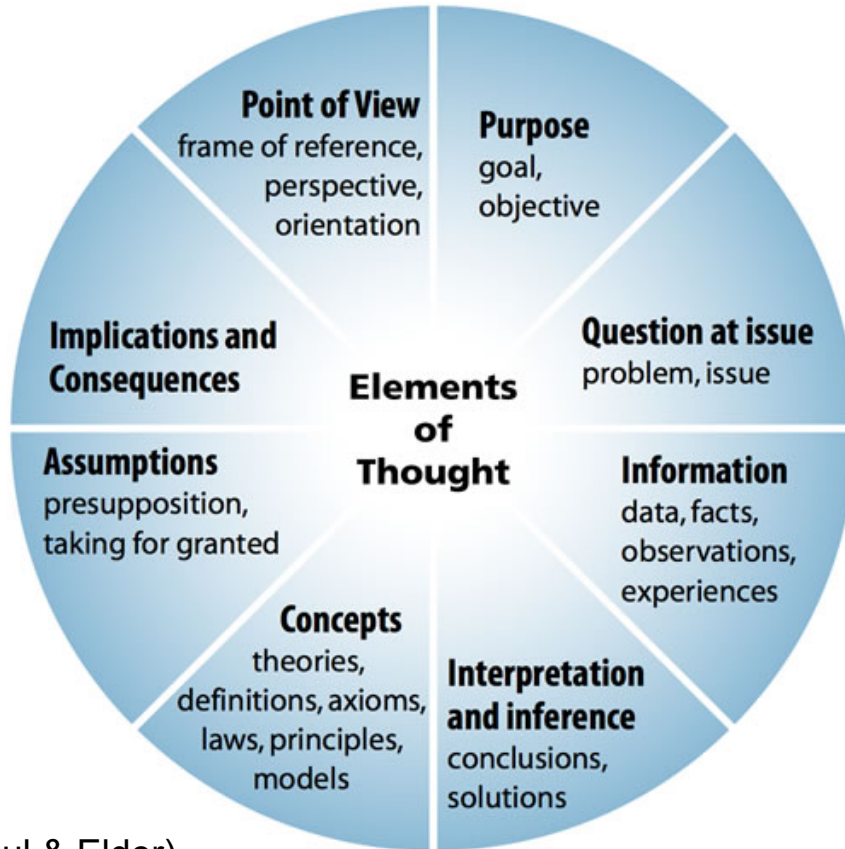 Point of View
frame of reference,
perspective,
orientation
Purpose
goal,
objective
Question at issue
problem, issue
Information
data, facts,
observations,
experiences
Interpretation
and inference
conclusions,
solutions
Concepts
theories,
definitions, axioms,
laws, principles,
models
Assumptions
presupposition,
taking for granted
Implications and
Consequences
Elements
of
Thought
& Elder)